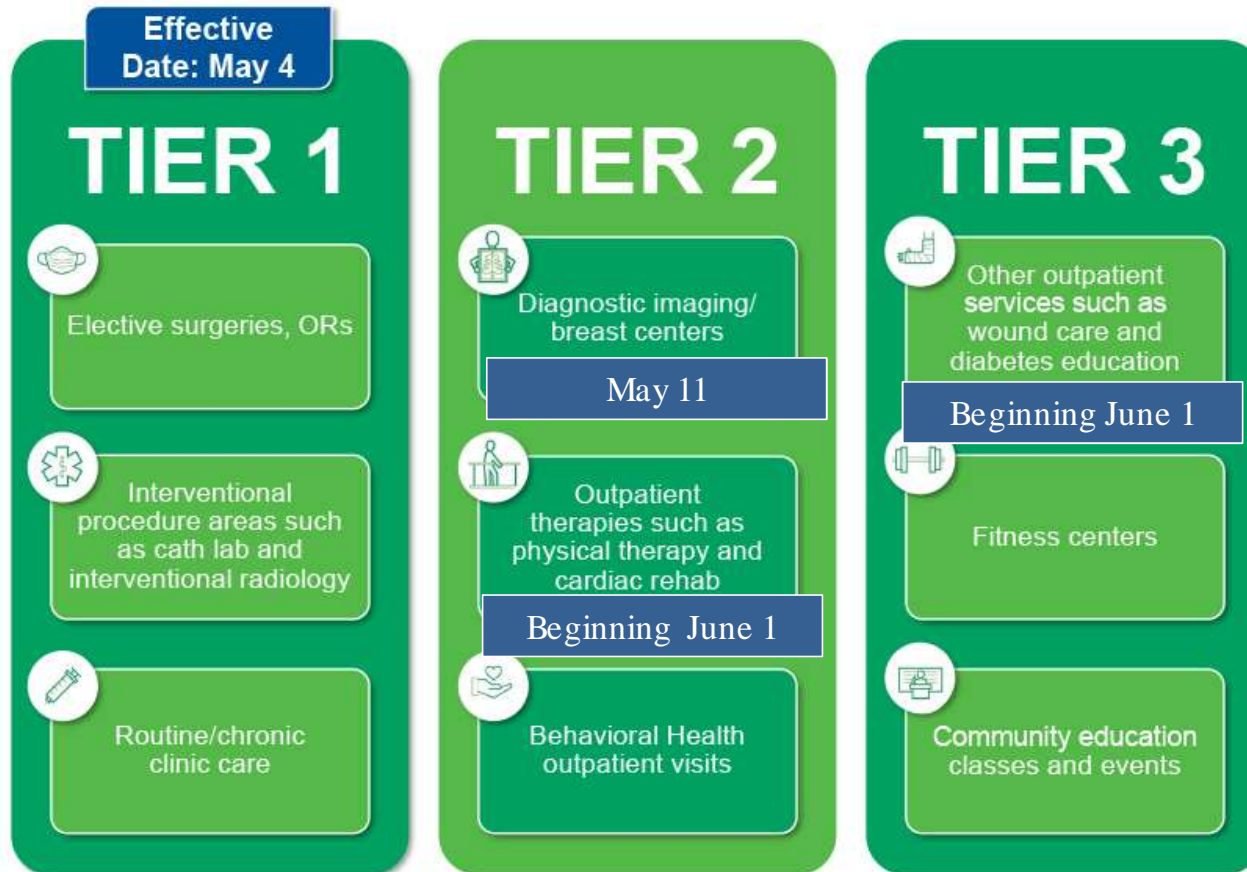 Effective
Date: May 4
TIER 1
Elective surgeries, ORs
Interventional
procedure areas such
as cath lab and
interventional radiology
Routine/chronic
clinic care
TIER 2
Diagnostic imaging/
breast centers
May 11
Outpatient
therapies such as
physical therapy and
cardiac rehab
Beginning June 1
Behavioral Health
outpatient visits
TIER 3
Other outpatient
services such as
wound care and
diabetes education
Beginning June 1
Fitness centers
Community education
classes and events